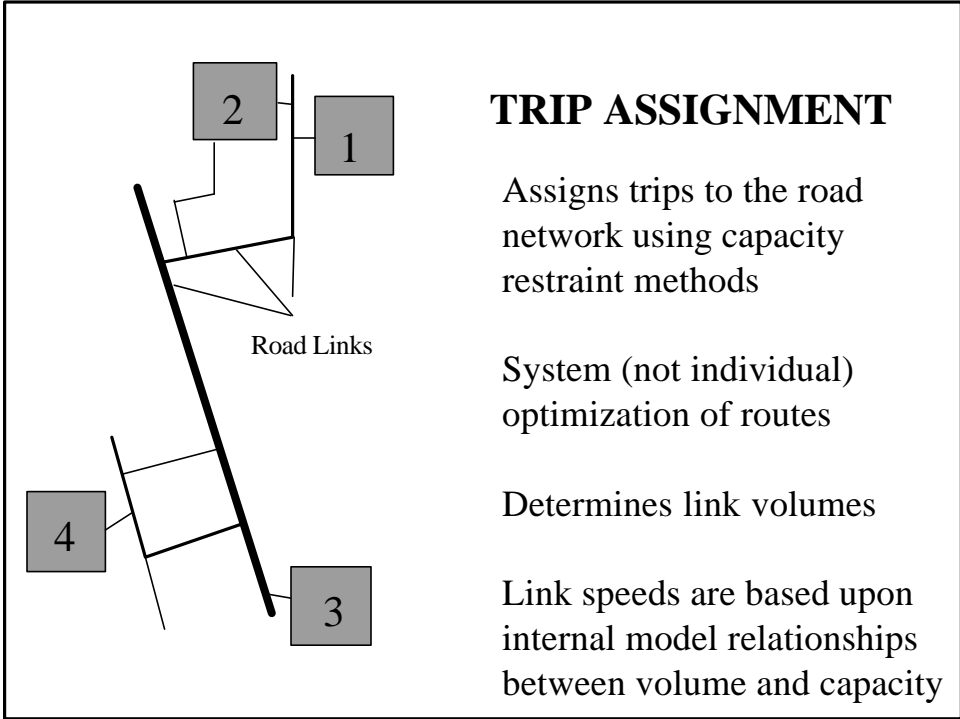 2
1
Road Links
4
3
TRIP ASSIGNMENT
Assigns trips to the road
network using capacity
restraint methods
System (not individual)
optimization of routes
Determines link volumes
Link speeds are based upon
internal model relationships
between volume and capacity